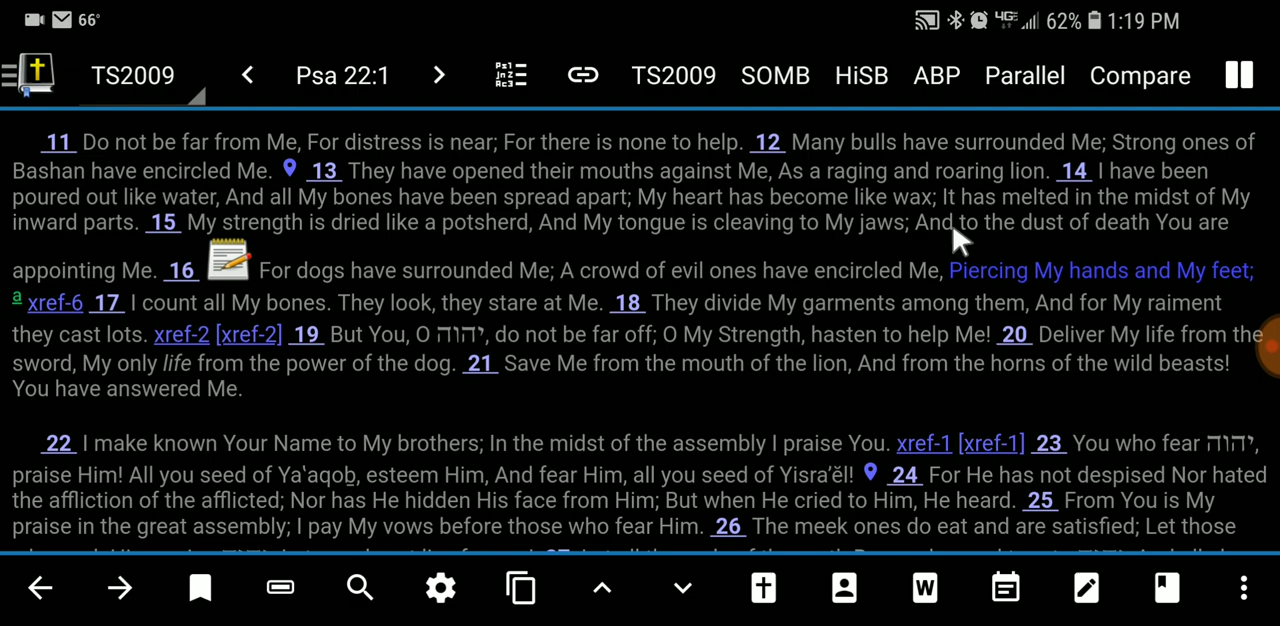 66° 4GE 62% 1:19 PM
TS2009 Psa 22:1 TS2009 SOMB HiSB ABP Parallel Compare
11 Do not be far from Me, For distress is near; For there is none to help. 12 Many bulls have surrounded Me; Strong ones of
Bashan have encircled Me. 13 They have opened their mouths against Me, As a raging and roaring lion. 14 I have been
poured out like water, And all My bones have been spread apart; My heart has become like wax; It has melted in the midst of My
inward parts. 15 My strength is dried like a potsherd, And My tongue is cleaving to My jaws; And to the dust of death You are
appointing Me. 16 For dogs have surrounded Me; A crowd of evil ones have encircled Me, Piercing My hands and My feet;
a xref-6 17 I count all My bones. They look, they stare at Me. 18 They divide My garments among them, And for My raiment
they cast lots. xref-2 [xref-2] 19 But You, O יהוה, do not be far off; O My Strength, hasten to help Me! 20 Deliver My life from the
sword, My only life from the power of the dog. 21 Save Me from the mouth of the lion, And from the horns of the wild beasts!
You have answered Me.
22 I make known Your Name to My brothers; In the midst of the assembly I praise You. xref-1 [xref-1] 23 You who fear יהוה,
praise Him! All you seed of Yaʽaqoḇ, esteem Him, And fear Him, all you seed of Yisra’ĕl! 24 For He has not despised Nor hated
the affliction of the afflicted; Nor has He hidden His face from Him; But when He cried to Him, He heard. 25 From You is My
praise in the great assembly; I pay My vows before those who fear Him. 26 The meek ones do eat and are satisfied; Let those
W